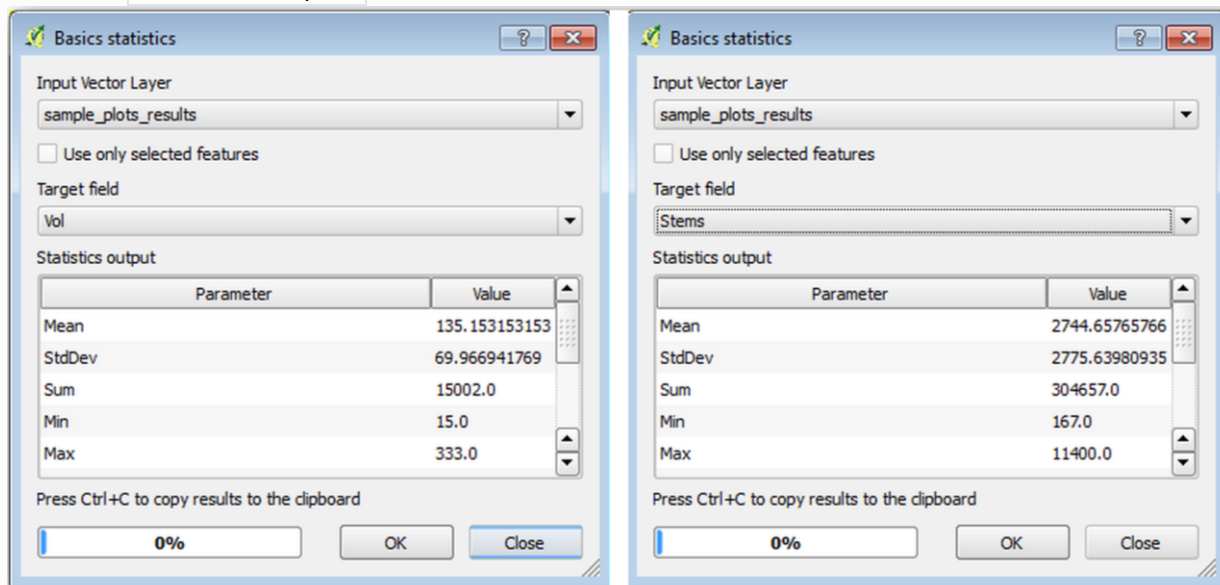 Basics statistics
Input Vector Layer
sample_plots_results
Use only selected features
Target field
Vol
Statistics output
Parameter Value
Mean 135.153153153
StdDev 69.966941769
Sum 15002.0
Min 15.0
Max 333.0
Press Ctrl+C to copy results to the clipboard
0% OK Close
Basics statistics
Input Vector Layer
sample_plots_results
Use only selected features
Target field
Stems
Statistics output
Parameter Value
Mean 2744.65765766
StdDev 2775.63980935
Sum 304657.0
Min 167.0
Max 11400.0
Press Ctrl+C to copy results to the clipboard
0% OK Close